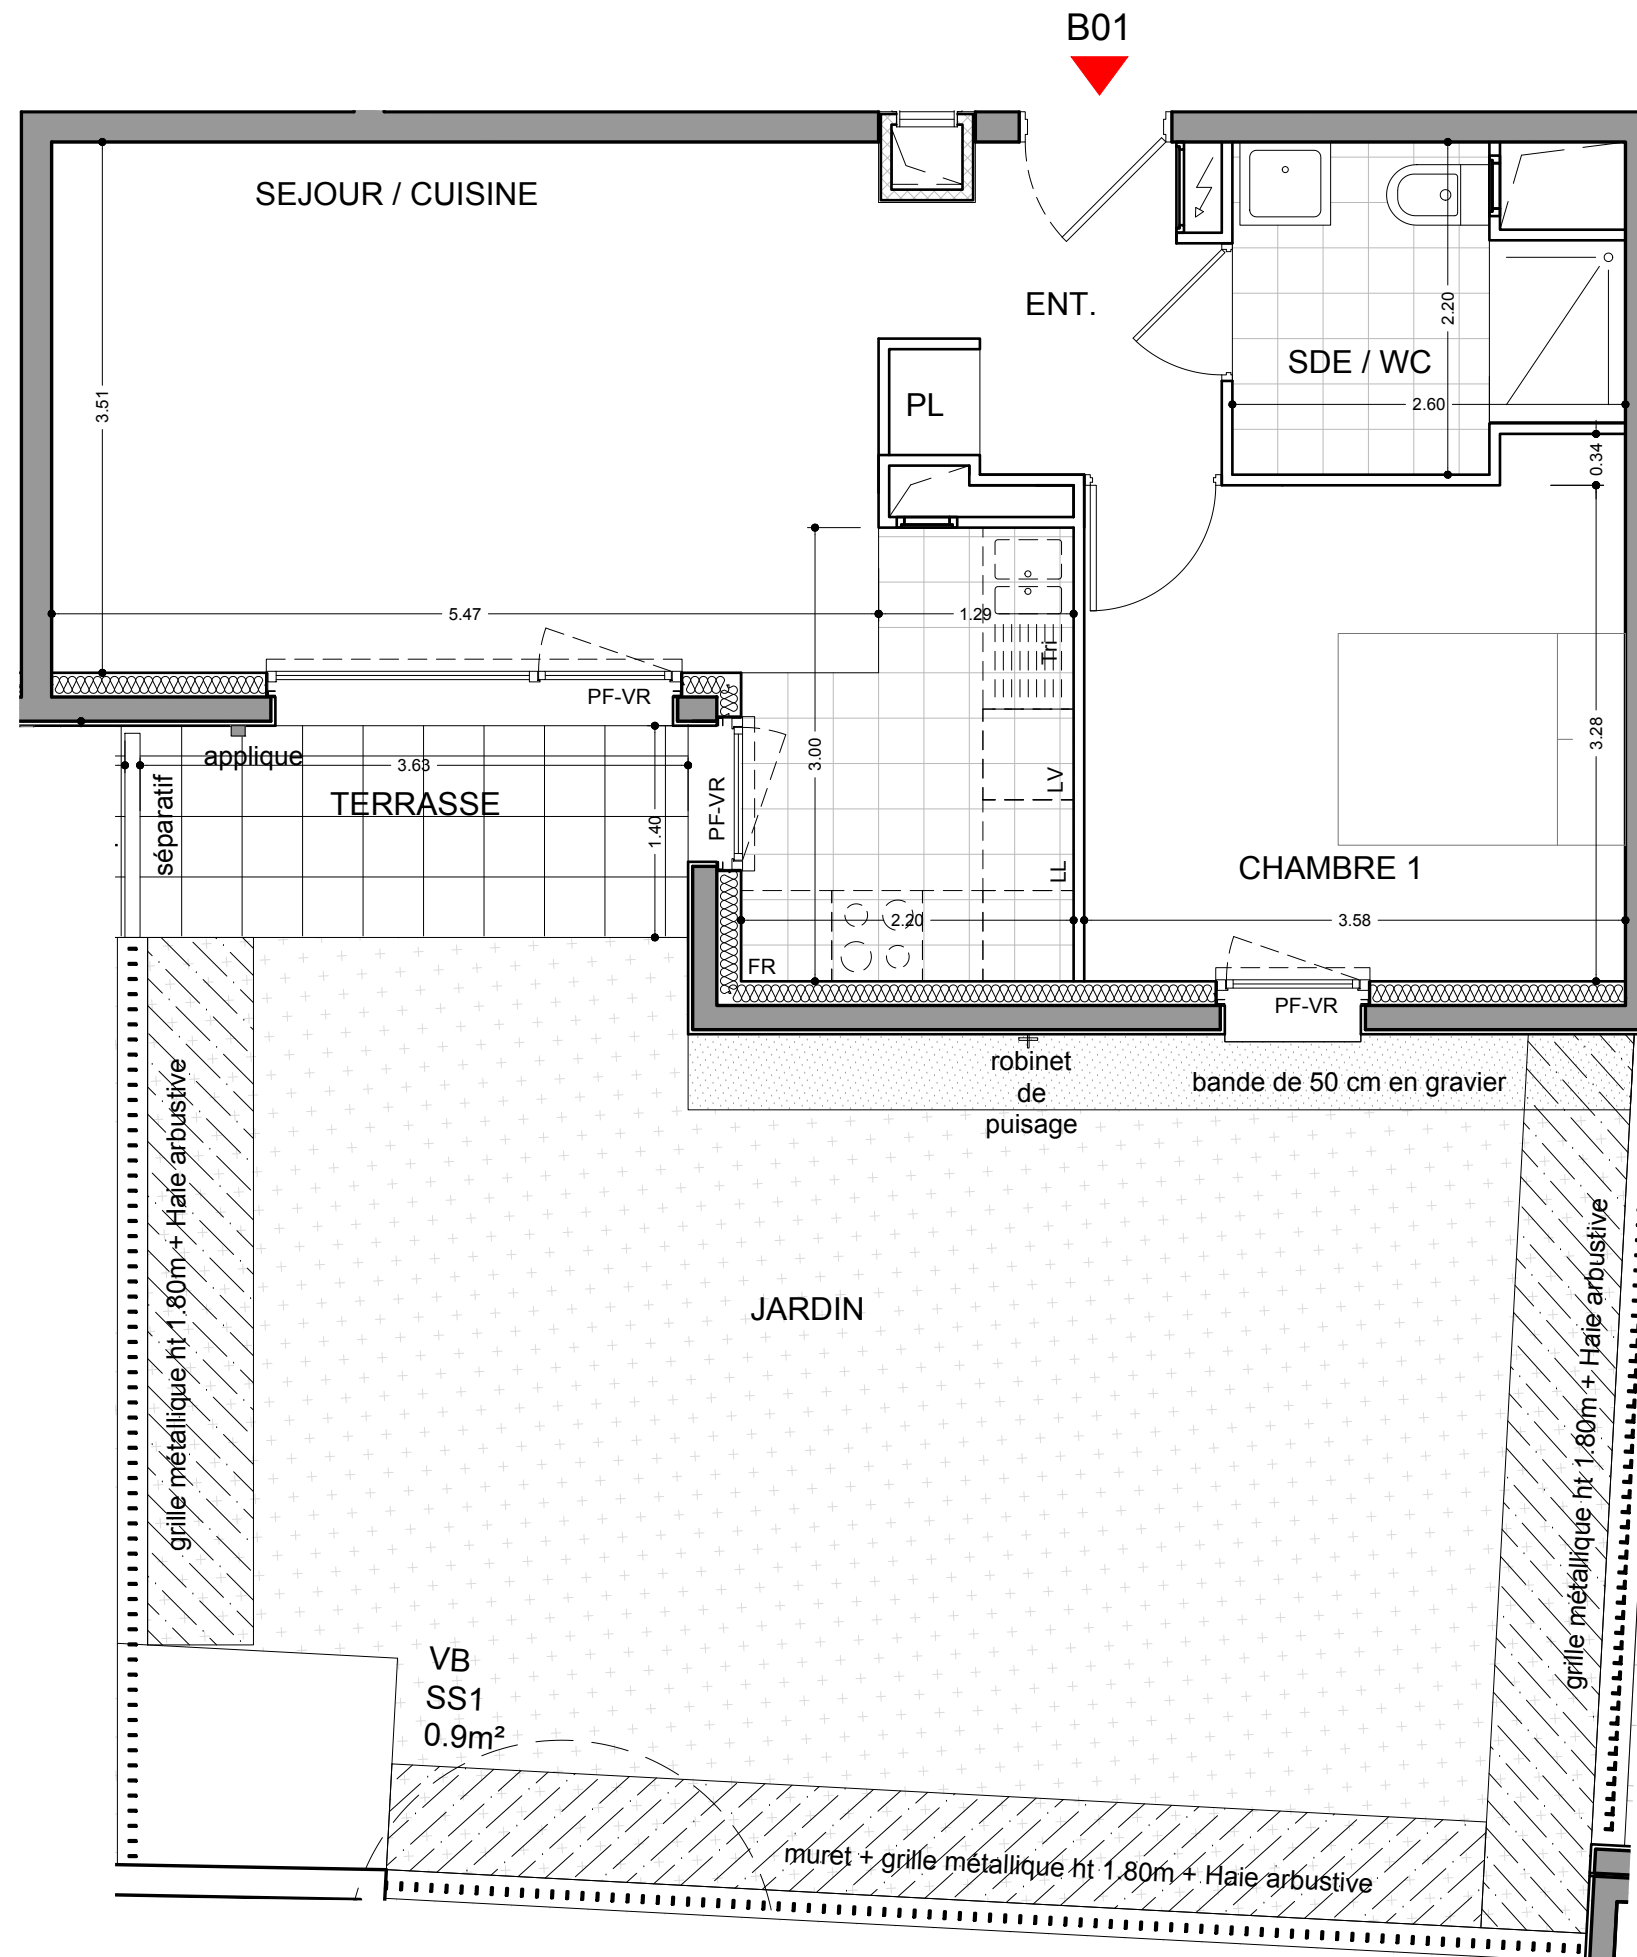 B01
SEJOUR / CUISINE
ENT.
2.20
SDE / WC
PL
2.60
3.51
0.34
5.47
1.29
Tri
PF-VR
applique
3.63
TERRASSE
séparatif
1.40
PF-VR
3.00
LV
LL
3.28
CHAMBRE 1
2.20
3.58
FR
PF-VR
robinet
de
puisage
bande de 50 cm en gravier
grille métallique ht 1.80m + Haie arbustive
grille métallique ht 1.80m + Haie arbustive
JARDIN
VB
SS1
0.9m²
muret + grille métallique ht 1.80m + Haie arbustive